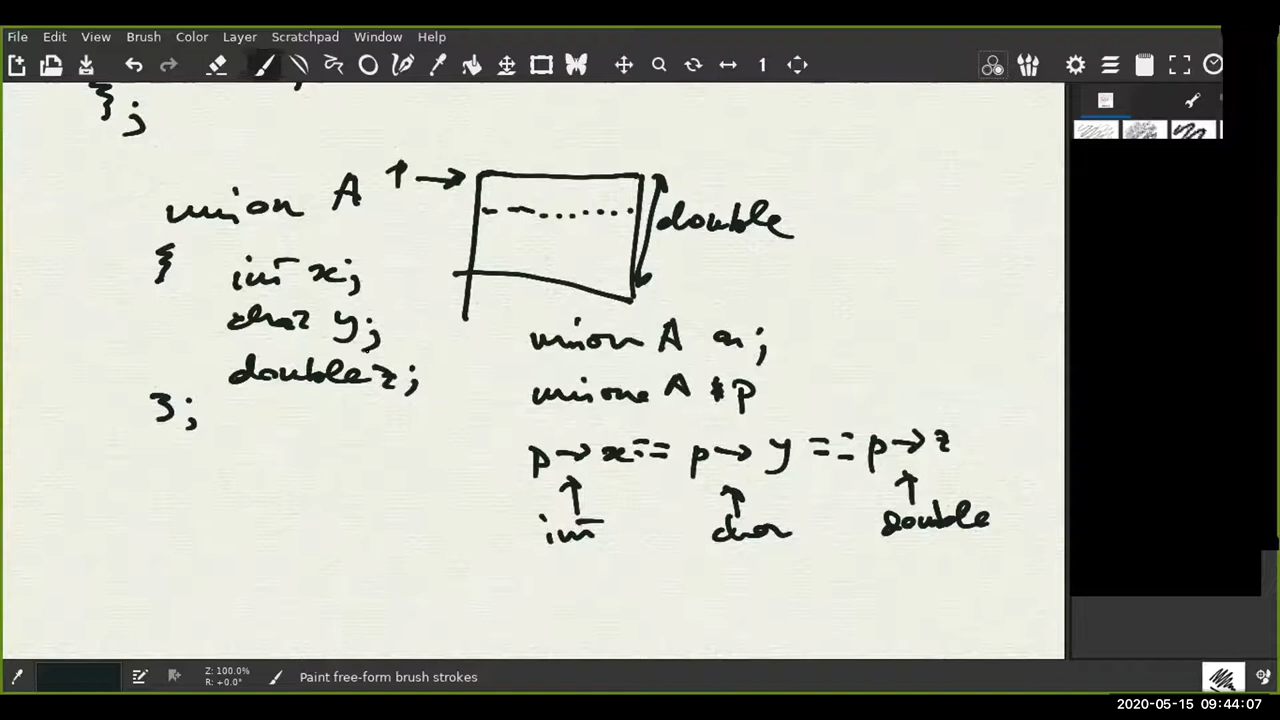 File Edit View Brush Color Layer Scratchpad Window Help
1
};
union A
{
int x;
char y;
double z;
};
p →
double
union A a;
union A *p
p → x == p → y == p → z
int char double
Z: 100.0%
R: +0.0°
Paint free-form brush strokes
2020-05-15 09:44:07